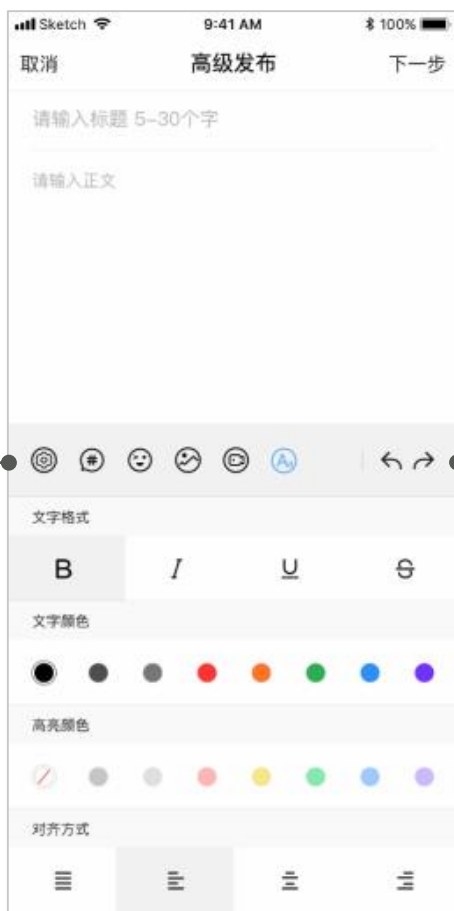 Sketch 9:41 AM 100%
取消 高级发布 下一步
请输入标题 5-30个字
请输入正文
文字格式
B I U S
文字颜色
高亮颜色
对齐方式